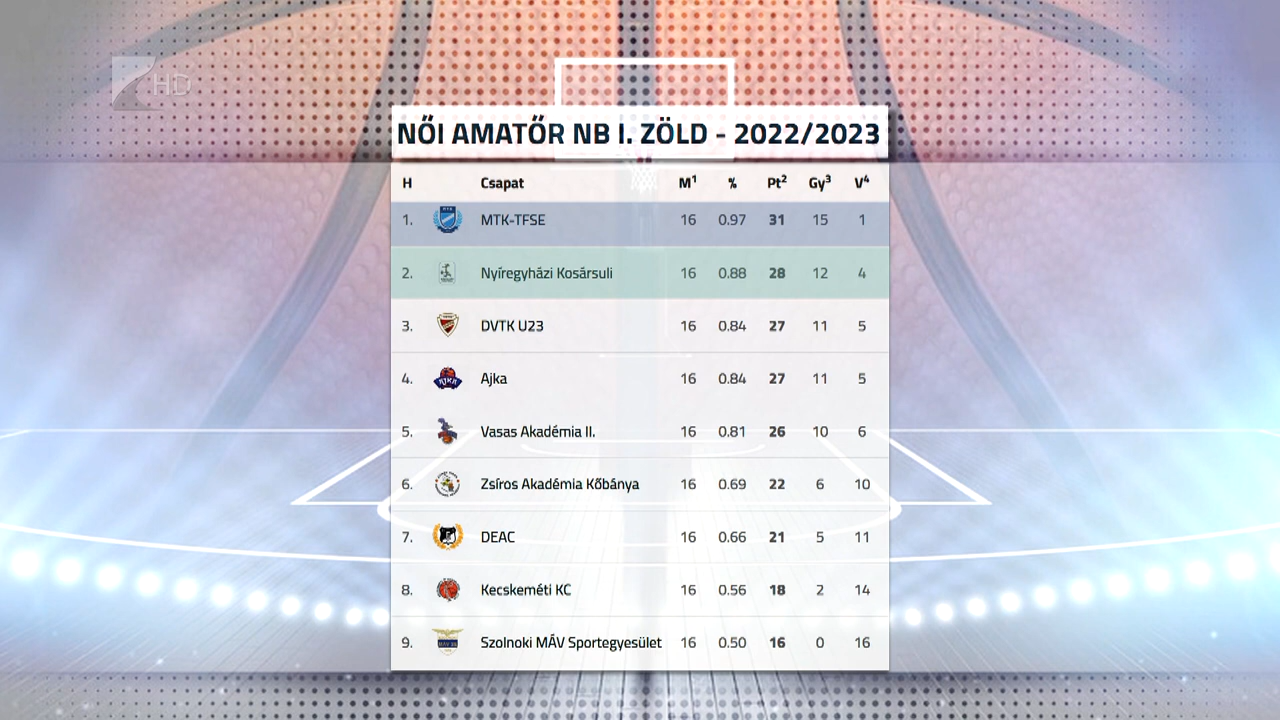 7 HD
NŐI AMATŐR NB I. ZÖLD - 2022/2023
H Csapat M¹ % Pt² Gy³ V⁴
1. MTK-TFSE 16 0.97 31 15 1
2. Nyíregyházi Kosársuli 16 0.88 28 12 4
3. DVTK U23 16 0.84 27 11 5
4. Ajka 16 0.84 27 11 5
5. Vasas Akadémia II. 16 0.81 26 10 6
6. Zsíros Akadémia Kőbánya 16 0.69 22 6 10
7. DEAC 16 0.66 21 5 11
8. Kecskeméti KC 16 0.56 18 2 14
9. Szolnoki MÁV Sportegyesület 16 0.50 16 0 16